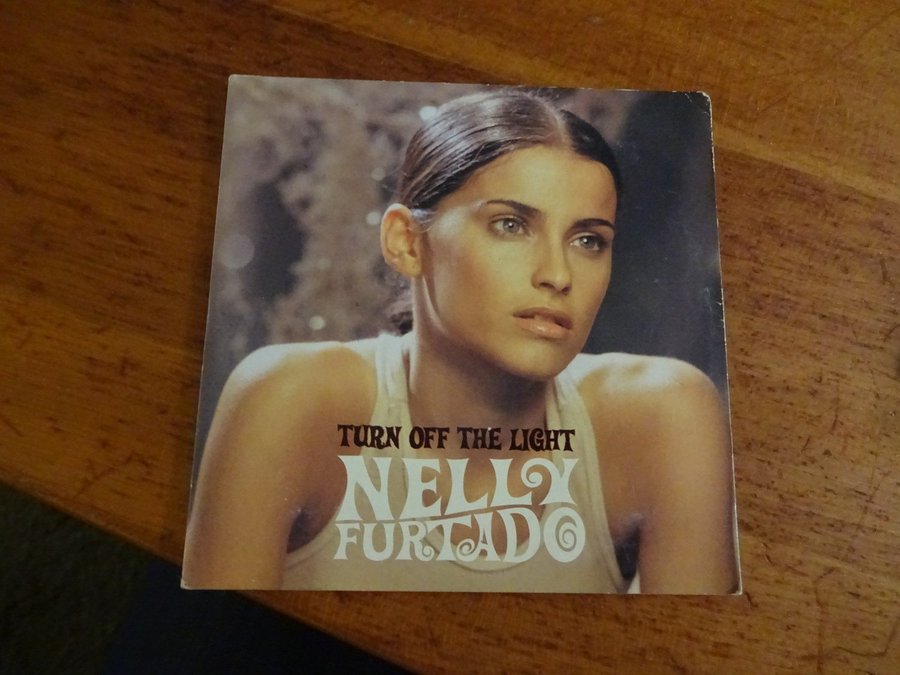 TURN OFF THE LIGHT
NELLY
FURTADO